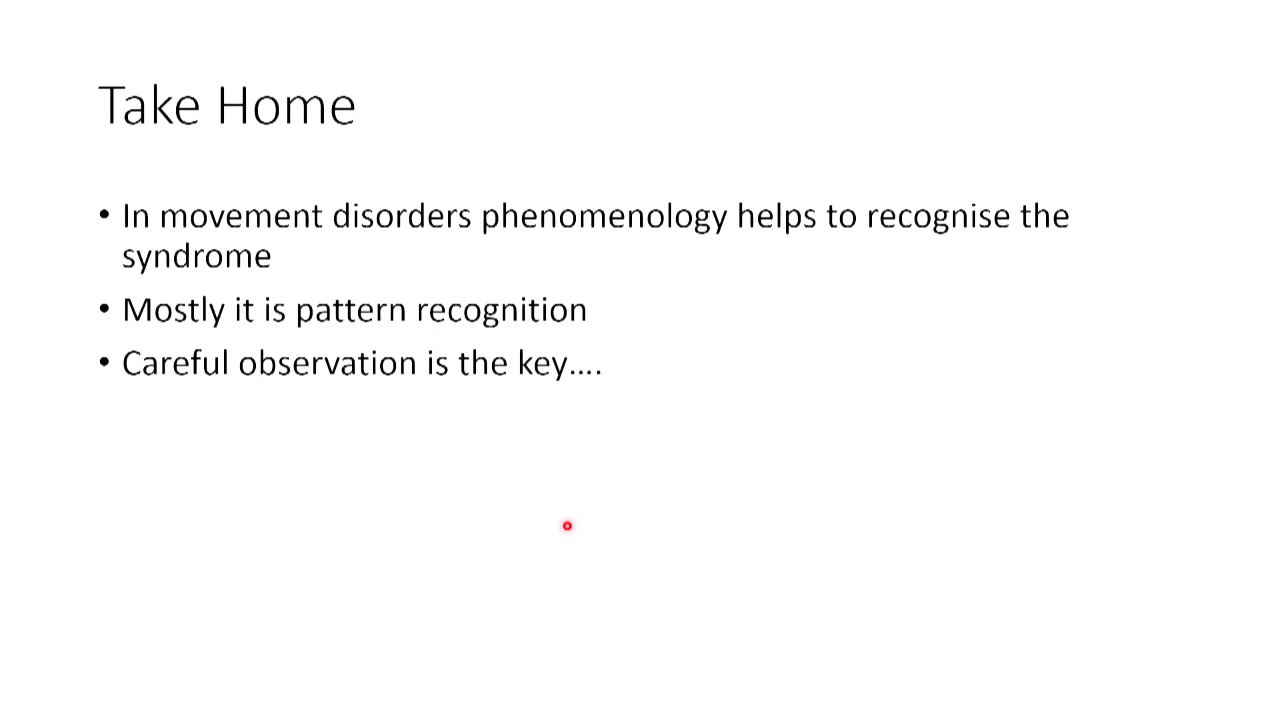 Take Home
• In movement disorders phenomenology helps to recognise the
syndrome
• Mostly it is pattern recognition
• Careful observation is the key....